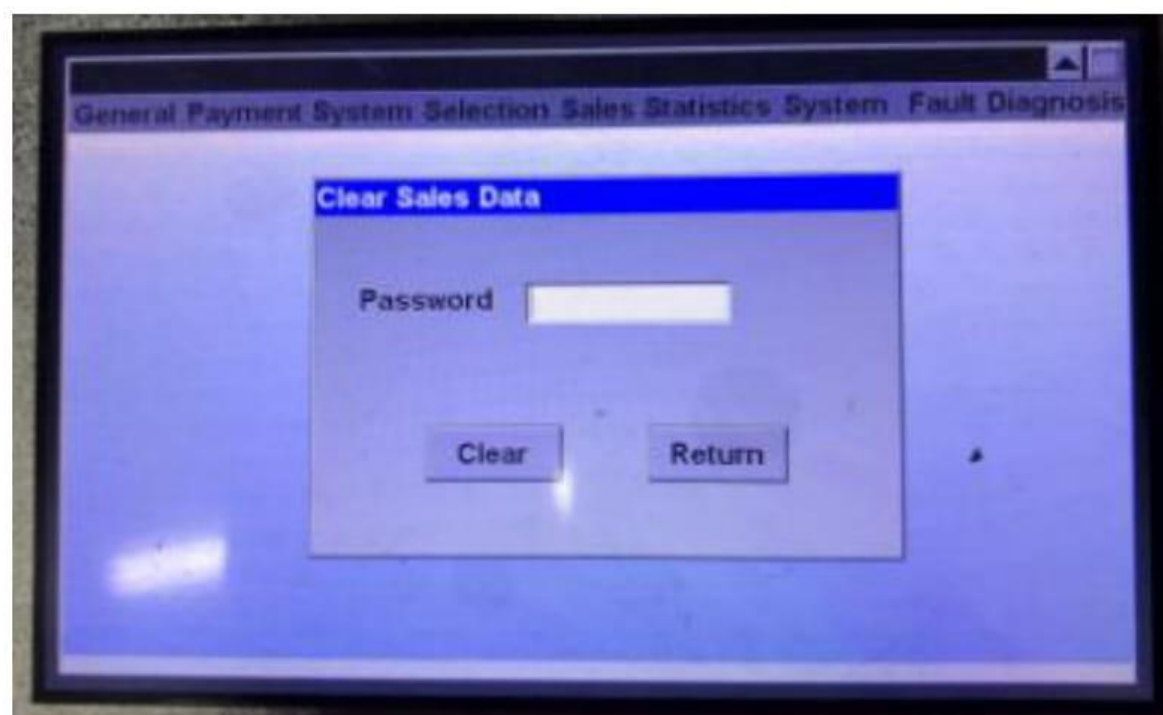 General Payment System Selection Sales Statistics System Fault Diagnosis
Clear Sales Data
Password
Clear Return